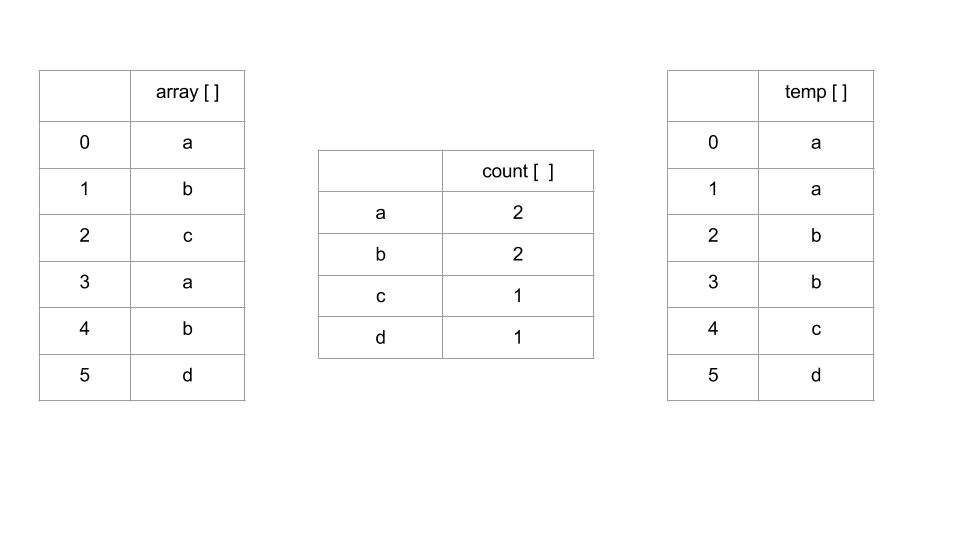 array [ ]
0 a
1 b
2 c
3 a
4 b
5 d
count [  ]
a 2
b 2
c 1
d 1
temp [ ]
0 a
1 a
2 b
3 b
4 c
5 d